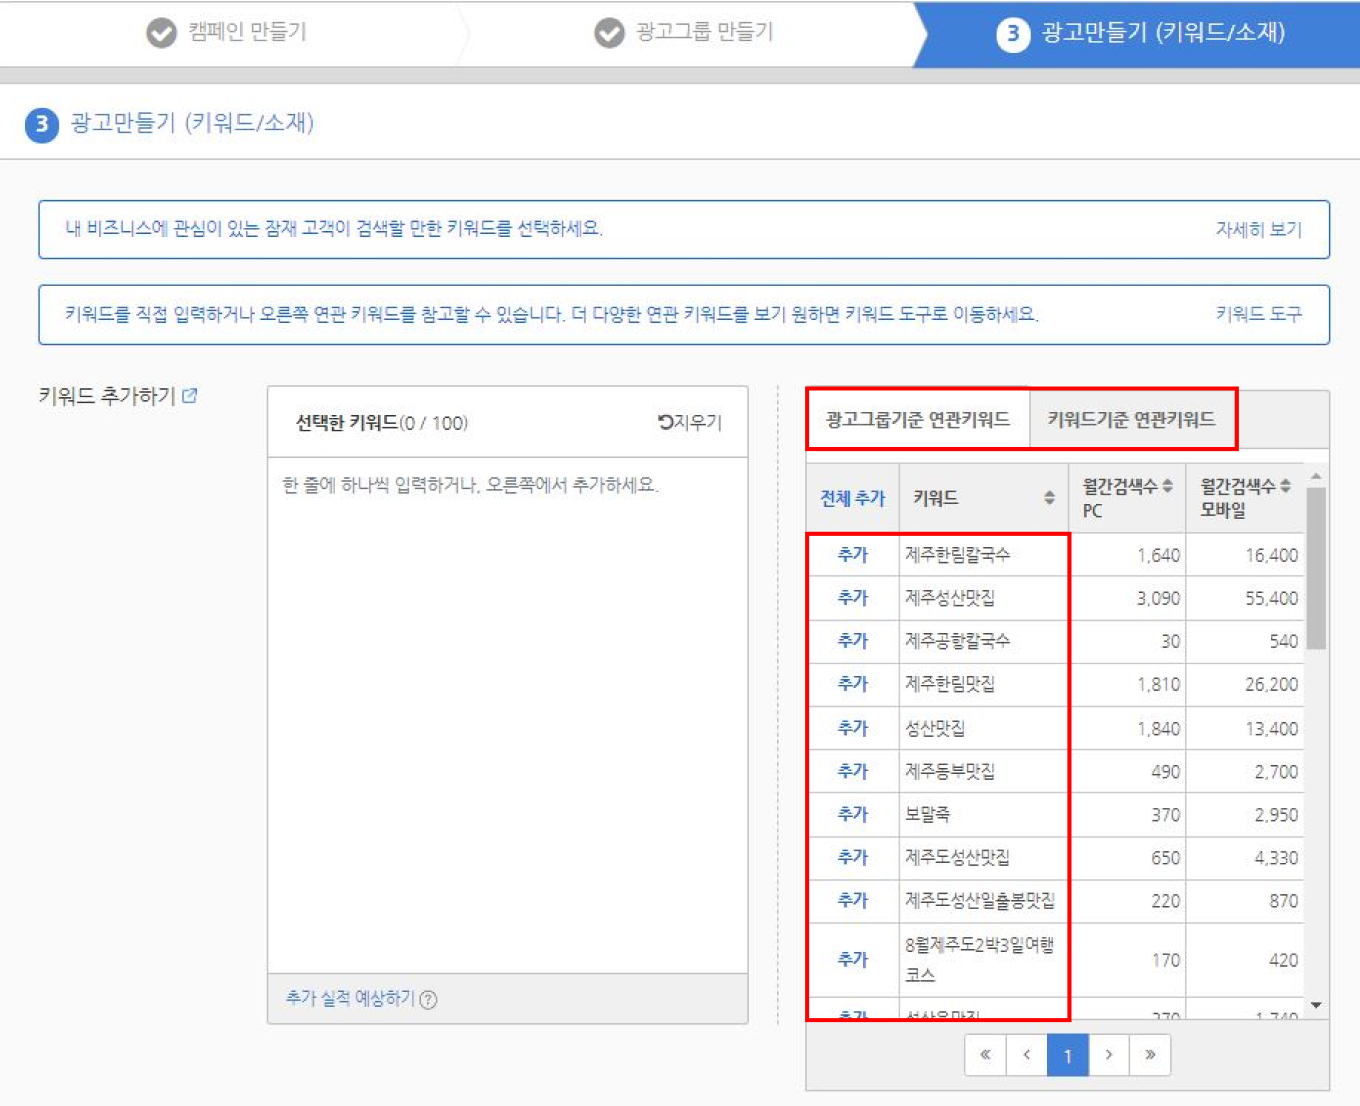 캠페인 만들기
광고그룹 만들기
3 광고만들기 (키워드/소재)
3 광고만들기 (키워드/소재)
내 비즈니스에 관심이 있는 잠재 고객이 검색할 만한 키워드를 선택하세요. 자세히 보기
키워드를 직접 입력하거나 오른쪽 연관 키워드를 참고할 수 있습니다. 더 다양한 연관 키워드를 보기 원하면 키워드 도구로 이동하세요. 키워드 도구
키워드 추가하기
선택한 키워드(0 / 100) 지우기
한 줄에 하나씩 입력하거나, 오른쪽에서 추가하세요.
추가 실적 예상하기 ?
광고그룹기준 연관키워드 키워드기준 연관키워드
전체 추가 키워드 월간검색수 PC 월간검색수 모바일
추가 제주한림칼국수 1,640 16,400
추가 제주성산맛집 3,090 55,400
추가 제주공항칼국수 30 540
추가 제주한림맛집 1,810 26,200
추가 성산맛집 1,840 13,400
추가 제주동부맛집 490 2,700
추가 보말죽 370 2,950
추가 제주도성산맛집 650 4,330
추가 제주도성산일출봉맛집 220 870
추가 8월제주도2박3일여행
코스 170 420
추가 270 1,740
« ‹ 1 › »